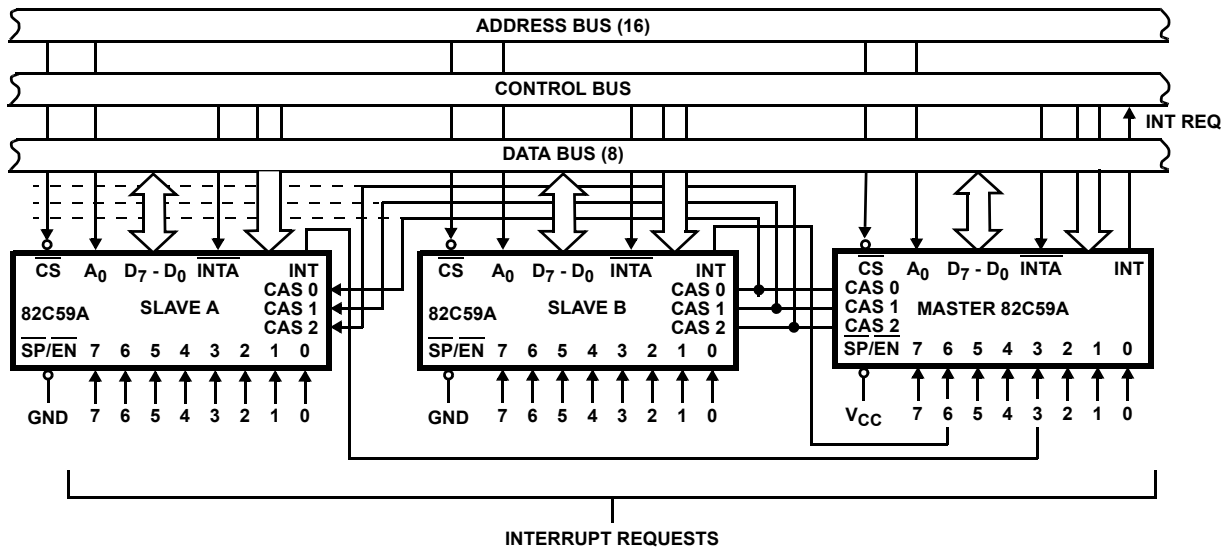 ADDRESS BUS (16)
CONTROL BUS
INT REQ
DATA BUS (8)
CS A0 D7 - D0 INTA INT
CAS 0
82C59A SLAVE A CAS 1
CAS 2
SP/EN 7 6 5 4 3 2 1 0
GND 7 6 5 4 3 2 1 0
CS A0 D7 - D0 INTA INT
CAS 0
82C59A SLAVE B CAS 1
CAS 2
SP/EN 7 6 5 4 3 2 1 0
GND 7 6 5 4 3 2 1 0
CS A0 D7 - D0 INTA INT
CAS 0
CAS 1 MASTER 82C59A
CAS 2
SP/EN 7 6 5 4 3 2 1 0
VCC 7 6 5 4 3 2 1 0
INTERRUPT REQUESTS